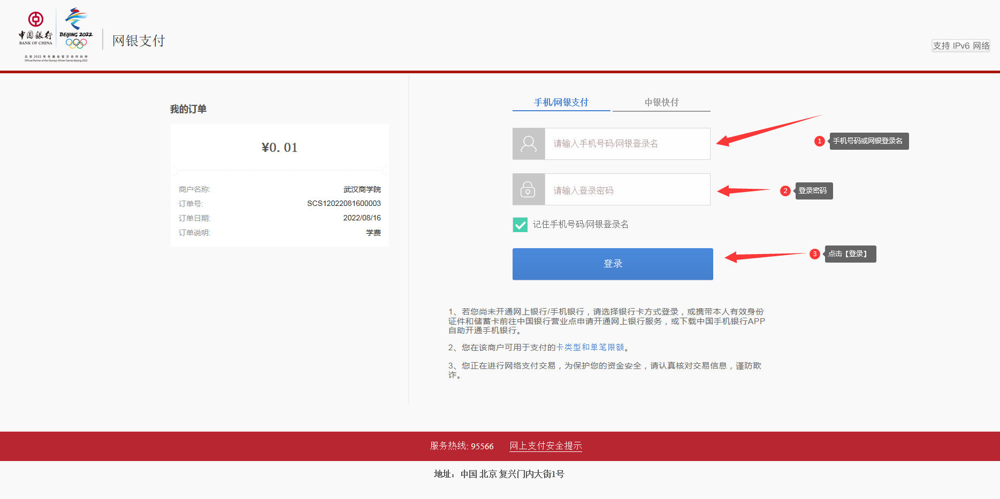 中国银行
BANK OF CHINA
BEIJING 2022
北京2022年冬奥会官方合作伙伴
Official Partner of the Olympic Winter Games Beijing 2022
网银支付
支持 IPv6 网络
我的订单
¥0. 01
商户名称: 武汉商学院
订单号: SCS12022081600003
订单日期: 2022/08/16
订单说明: 学费
手机/网银支付 中银快付
请输入手机号码/网银登录名
1 手机号码或网银登录名
请输入登录密码
2 登录密码
记住手机号码/网银登录名
登录
3 点击【登录】
1、若您尚未开通网上银行/手机银行，请选择银行卡方式登录，或携带本人有效身份
证件和储蓄卡前往中国银行营业点申请开通网上银行服务，或下载中国手机银行APP
自助开通手机银行。
2、您在该商户可用于支付的卡类型和单笔限额。
3、您正在进行网络支付交易，为保护您的资金安全，请认真核对交易信息，谨防欺
诈。
服务热线: 95566 网上支付安全提示
地址：中国 北京 复兴门内大街1号